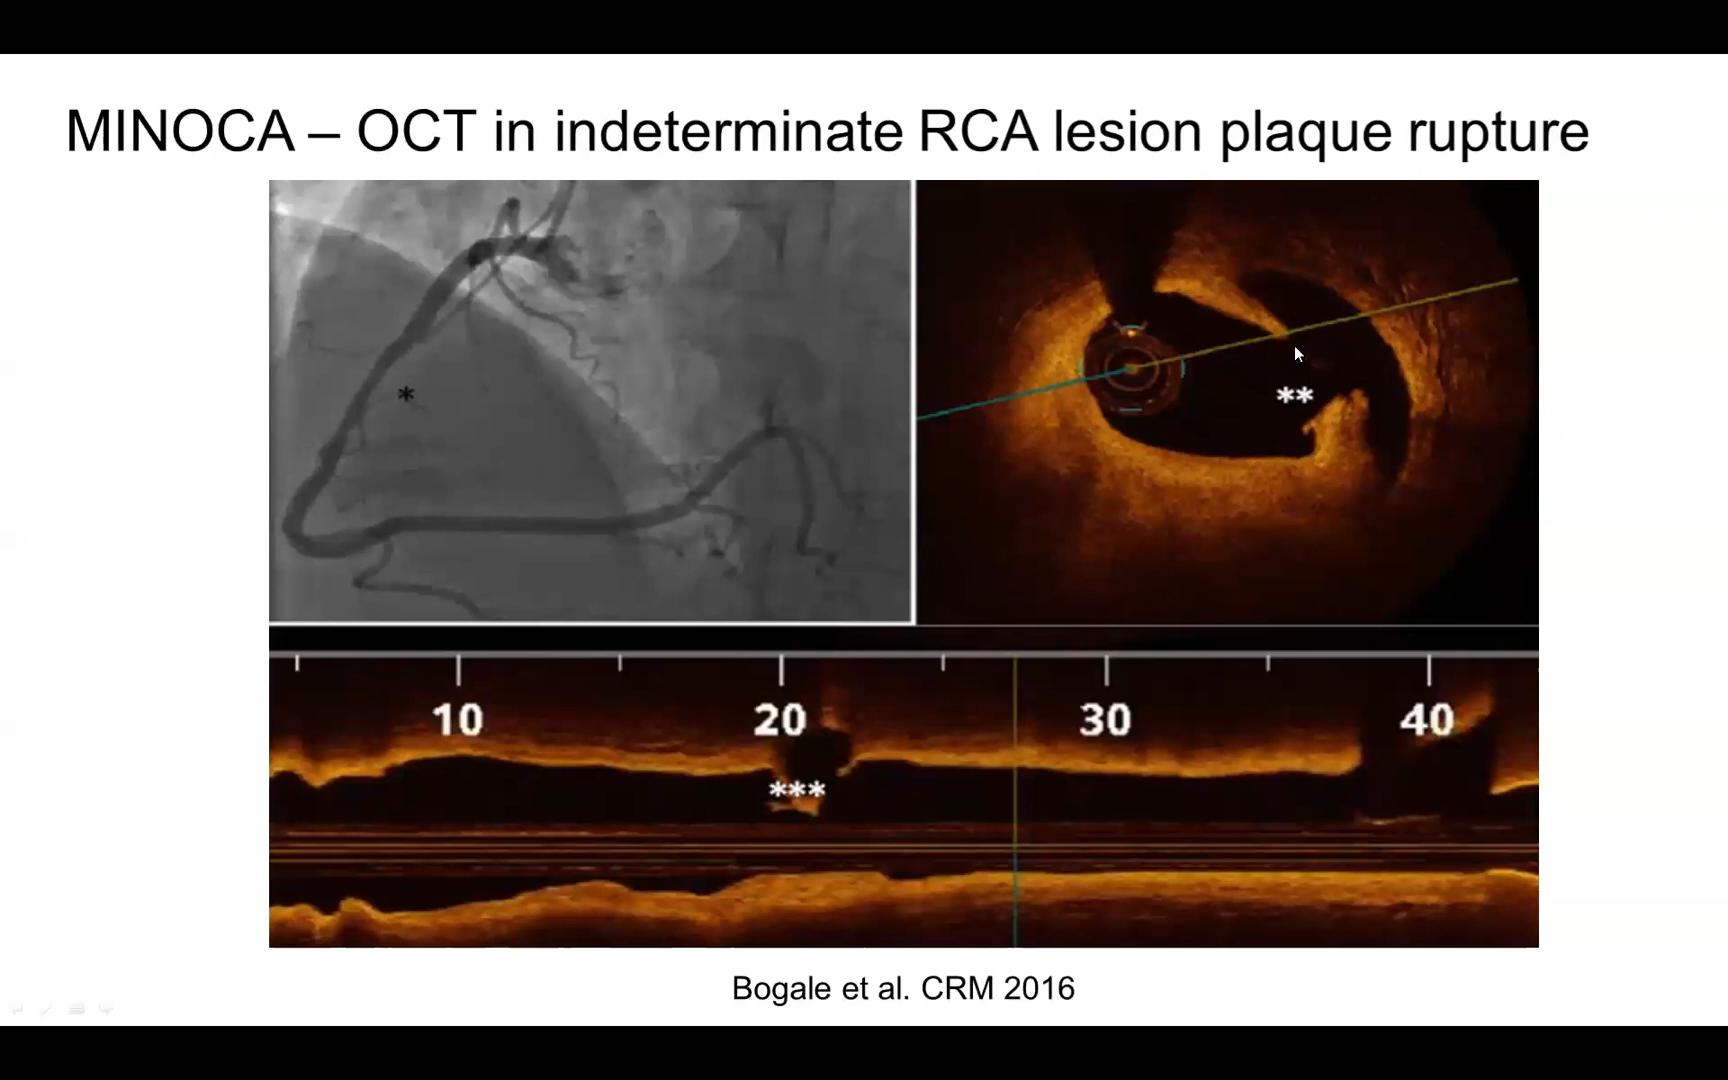 MINOCA – OCT in indeterminate RCA lesion plaque rupture
*
**
10 20 30 40
***
Bogale et al. CRM 2016